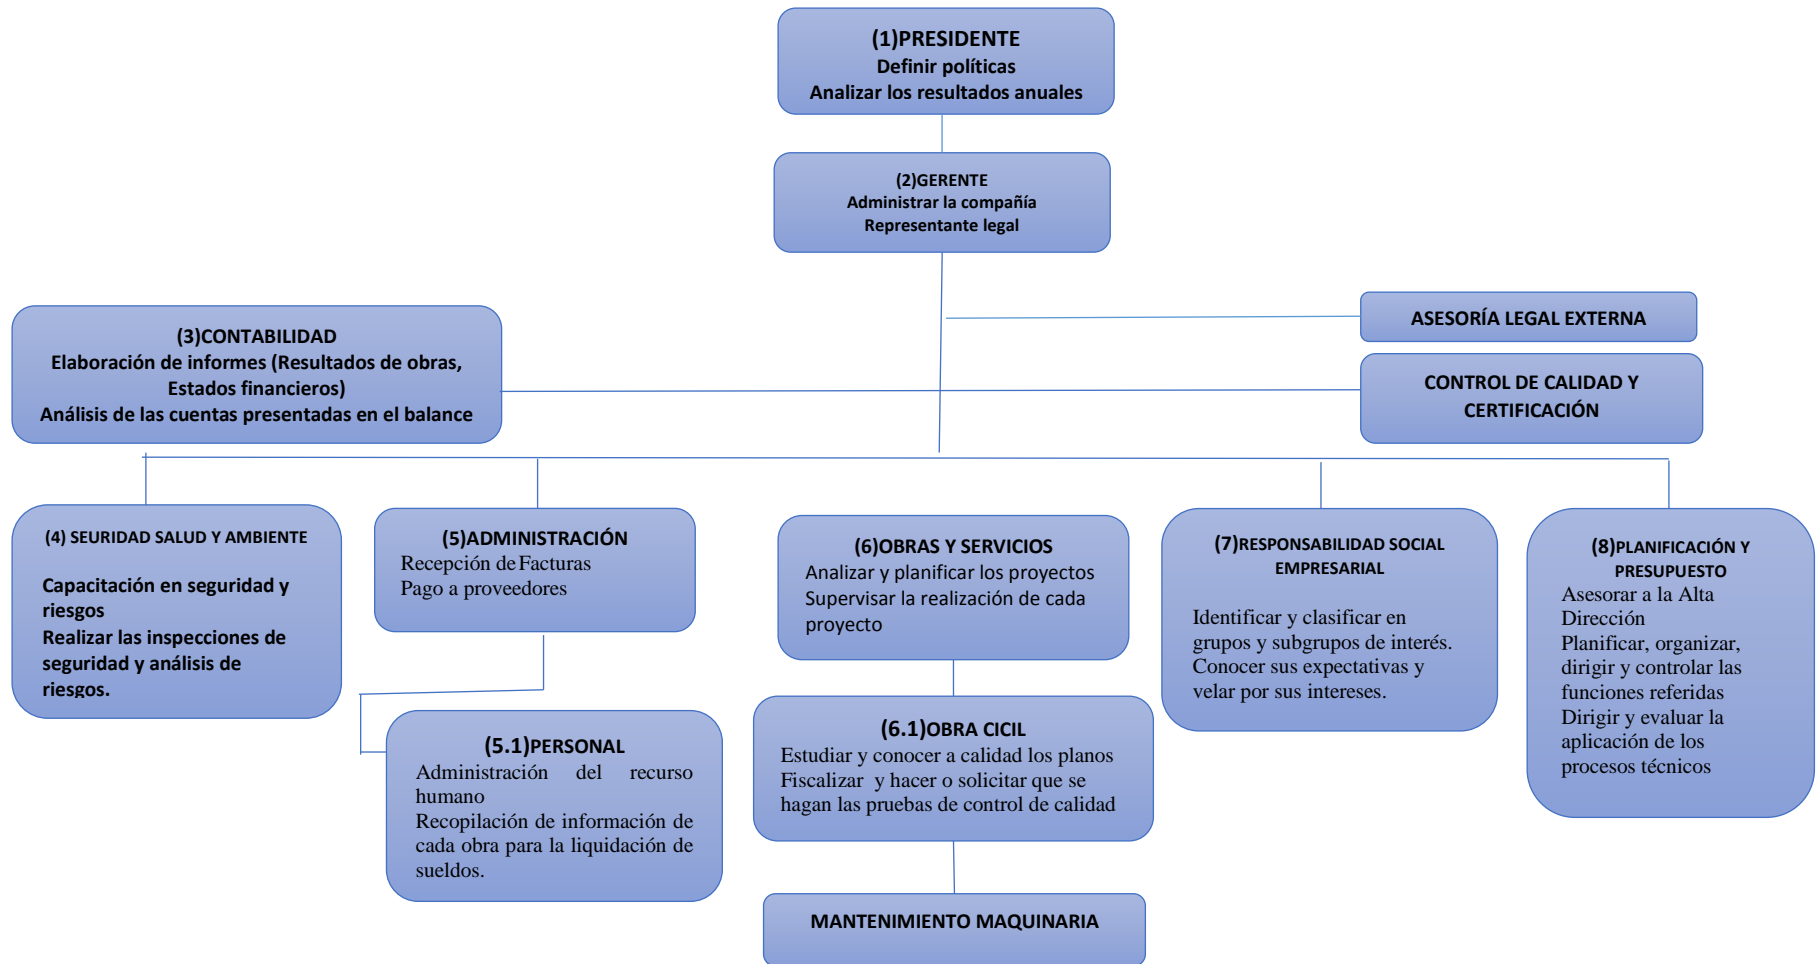 (1)PRESIDENTE
Definir políticas
Analizar los resultados anuales
(2)GERENTE
Administrar la compañía
Representante legal
(3)CONTABILIDAD
Elaboración de informes (Resultados de obras,
Estados financieros)
Análisis de las cuentas presentadas en el balance
ASESORÍA LEGAL EXTERNA
CONTROL DE CALIDAD Y
CERTIFICACIÓN
(4) SEURIDAD SALUD Y AMBIENTE
Capacitación en seguridad y
riesgos
Realizar las inspecciones de
seguridad y análisis de
riesgos.
(5)ADMINISTRACIÓN
Recepción de Facturas
Pago a proveedores
(5.1)PERSONAL
Administración del recurso
humano
Recopilación de información de
cada obra para la liquidación de
sueldos.
(6)OBRAS Y SERVICIOS
Analizar y planificar los proyectos
Supervisar la realización de cada
proyecto
(6.1)OBRA CICIL
Estudiar y conocer a calidad los planos
Fiscalizar y hacer o solicitar que se
hagan las pruebas de control de calidad
MANTENIMIENTO MAQUINARIA
(7)RESPONSABILIDAD SOCIAL
EMPRESARIAL
Identificar y clasificar en
grupos y subgrupos de interés.
Conocer sus expectativas y
velar por sus intereses.
(8)PLANIFICACIÓN Y
PRESUPUESTO
Asesorar a la Alta
Dirección
Planificar, organizar,
dirigir y controlar las
funciones referidas
Dirigir y evaluar la
aplicación de los
procesos técnicos